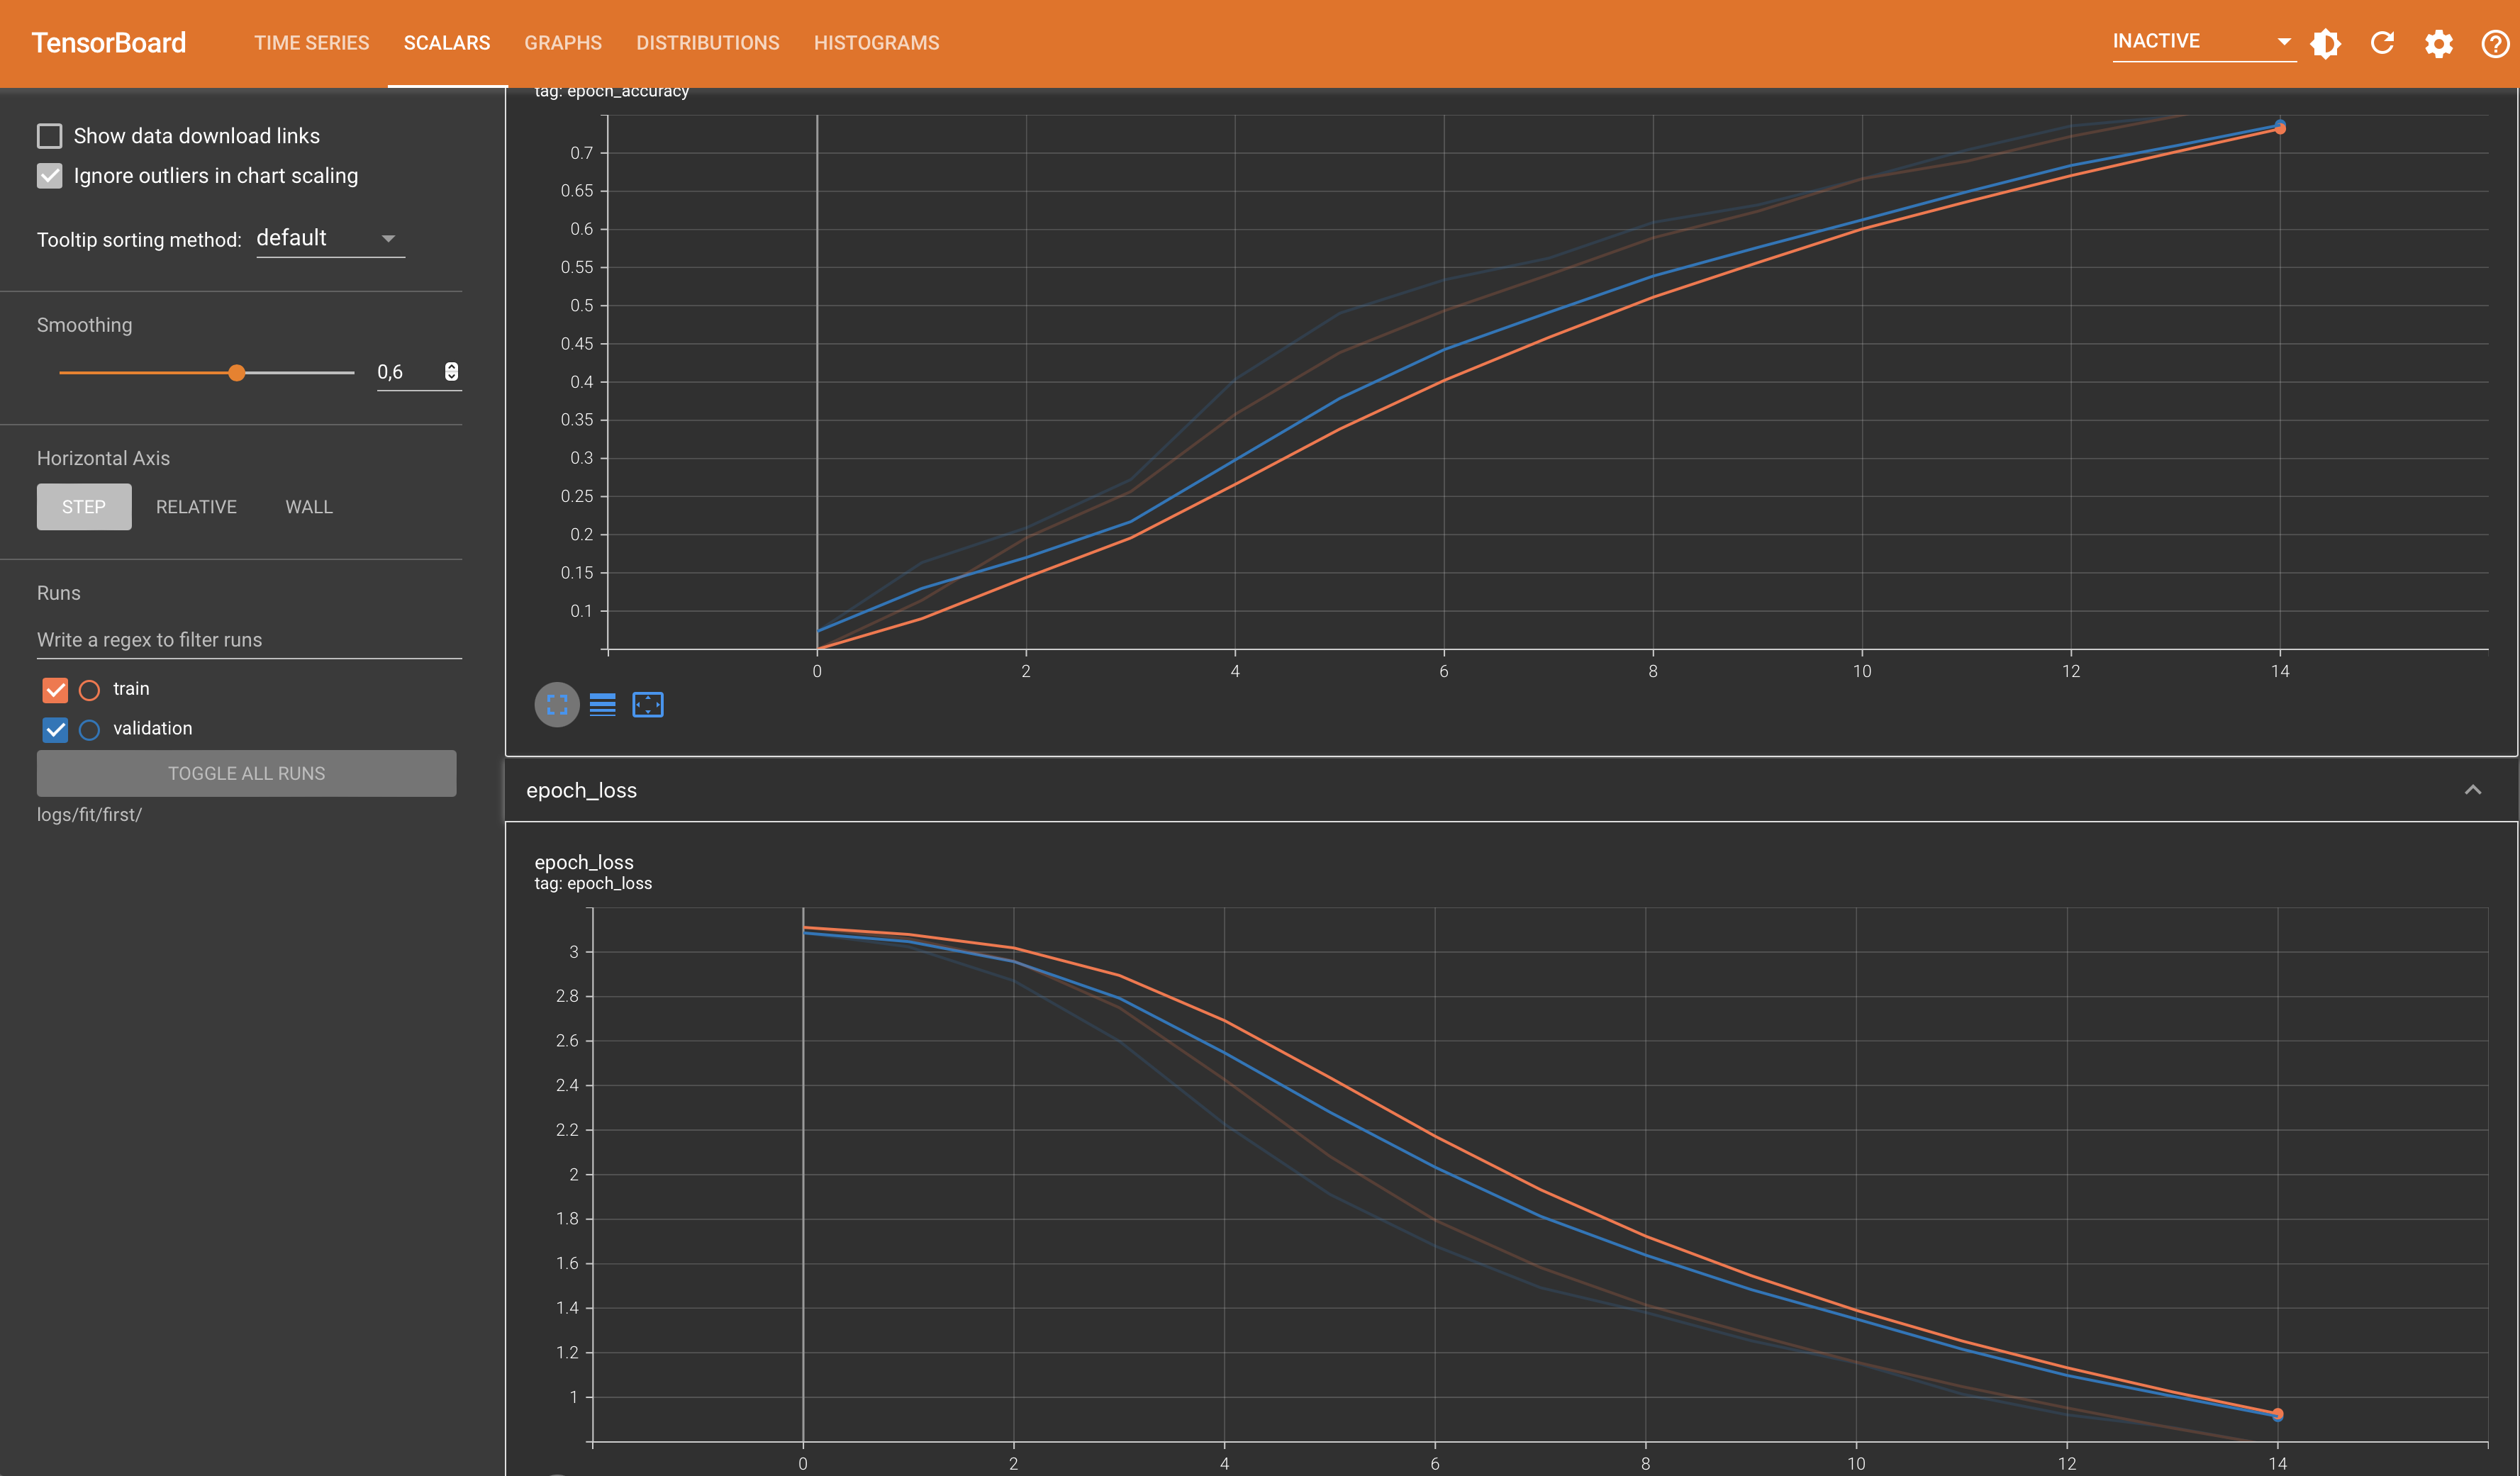 TensorBoard
TIME SERIES
SCALARS
GRAPHS
DISTRIBUTIONS
HISTOGRAMS
INACTIVE
Show data download links
Ignore outliers in chart scaling
Tooltip sorting method: default
Smoothing
0,6
Horizontal Axis
STEP
RELATIVE
WALL
Runs
Write a regex to filter runs
train
validation
TOGGLE ALL RUNS
logs/fit/first/
tag: epoch_accuracy
0.7
0.65
0.6
0.55
0.5
0.45
0.4
0.35
0.3
0.25
0.2
0.15
0.1
0 2 4 6 8 10 12 14
epoch_loss
epoch_loss
tag: epoch_loss
3
2.8
2.6
2.4
2.2
2
1.8
1.6
1.4
1.2
1
0 2 4 6 8 10 12 14